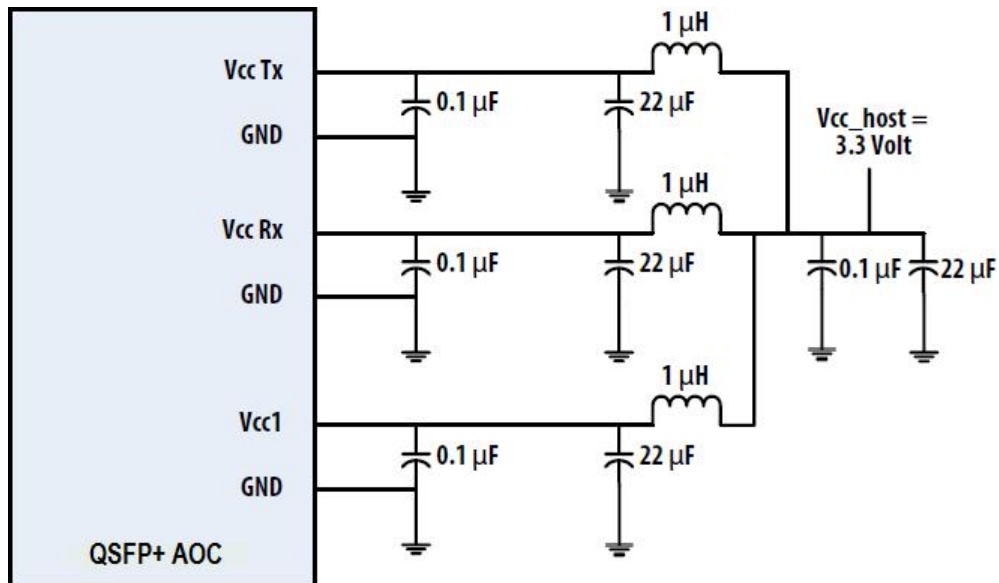 1 μH
Vcc Tx
0.1 μF
22 μF
GND
Vcc_host =
3.3 Volt
1 μH
Vcc Rx
0.1 μF
22 μF
0.1 μF
22 μF
GND
1 μH
Vcc1
0.1 μF
22 μF
GND
QSFP+ AOC